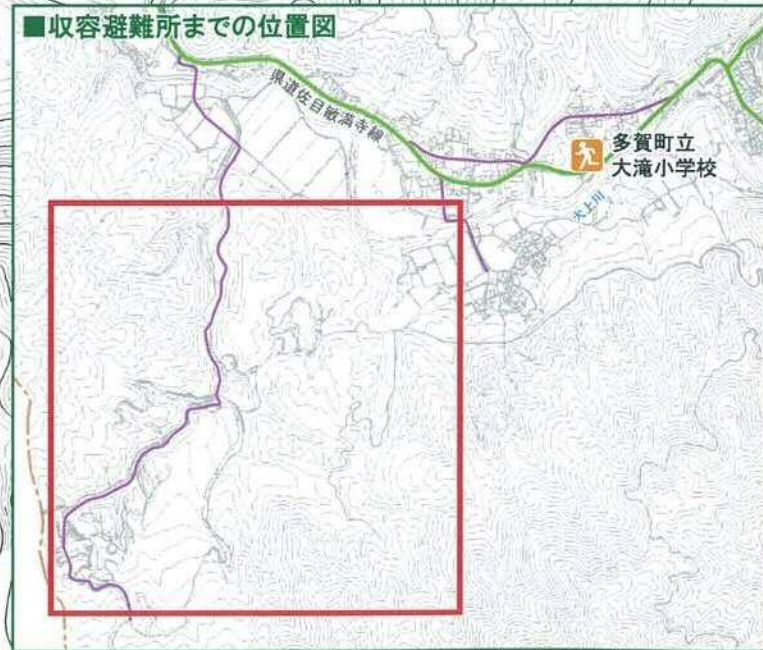 ■収容避難所までの位置図
県道佐目敏満寺線
多賀町立
大滝小学校
犬上川